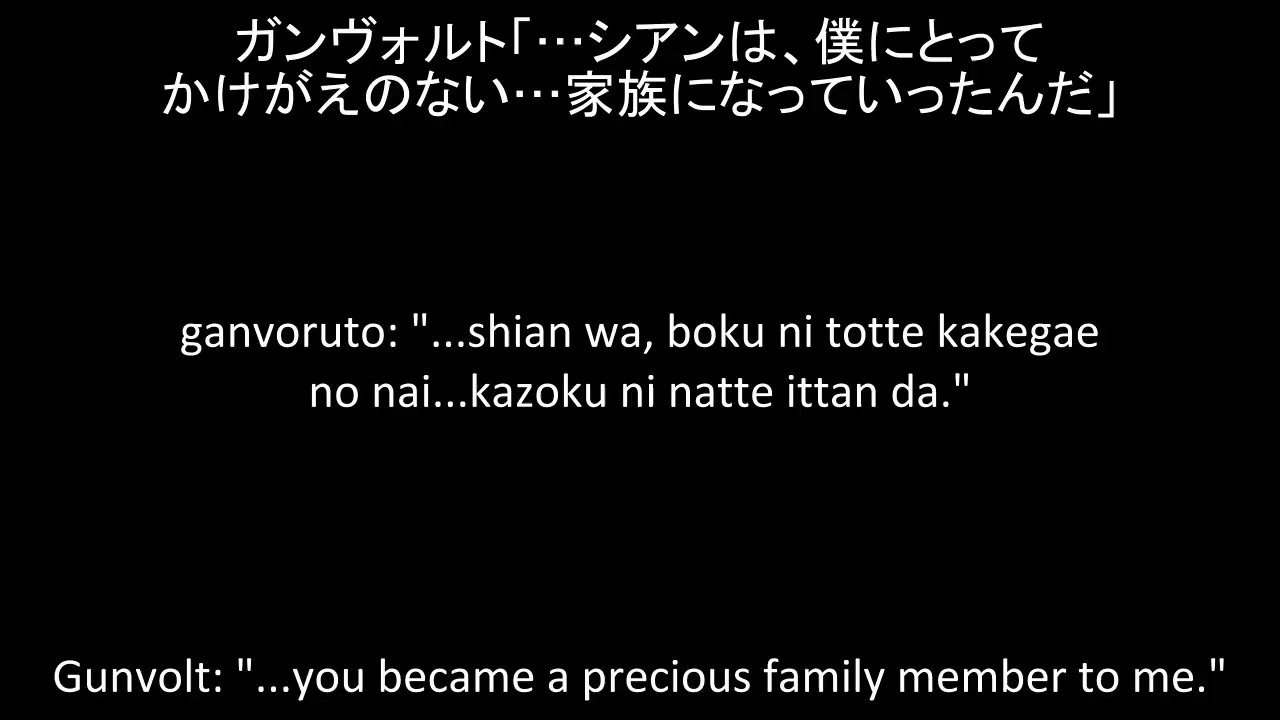 ガンヴォルト「…シアンは、僕にとって
かけがえのない…家族になっていったんだ」
ganvoruto: "...shian wa, boku ni totte kakegae
no nai...kazoku ni natte ittan da."
Gunvolt: "...you became a precious family member to me."